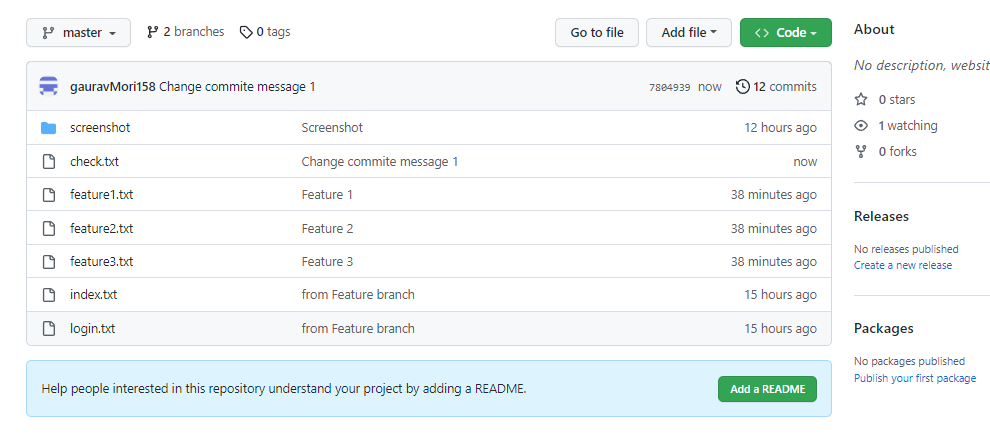 master 2 branches 0 tags Go to file Add file Code
gauravMori158 Change commite message 1 7804939 now 12 commits
screenshot Screenshot 12 hours ago
check.txt Change commite message 1 now
feature1.txt Feature 1 38 minutes ago
feature2.txt Feature 2 38 minutes ago
feature3.txt Feature 3 38 minutes ago
index.txt from Feature branch 15 hours ago
login.txt from Feature branch 15 hours ago
Help people interested in this repository understand your project by adding a README. Add a README
About
No description, websit
0 stars
1 watching
0 forks
Releases
No releases published
Create a new release
Packages
No packages published
Publish your first package